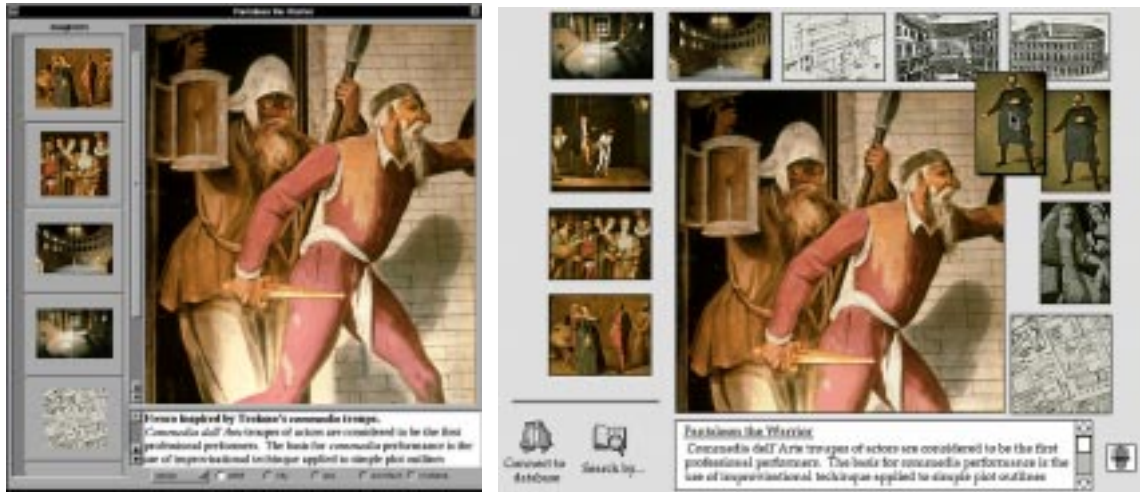 Pantaloon the Warrior
Fresco inspired by Trausnitz's commedia troupe.
Commedia dell' Arte troupes of actors are considered to be the first
professional performers. The basis for commedia performance is the
use of improvisational technique applied to simple plot outlines
Pantaloon the Warrior
Commedia dell' Arte troupes of actors are considered to be the first
professional performers. The basis for commedia performance is the
use of improvisational technique applied to simple plot outlines
Connect to
database
Search by...